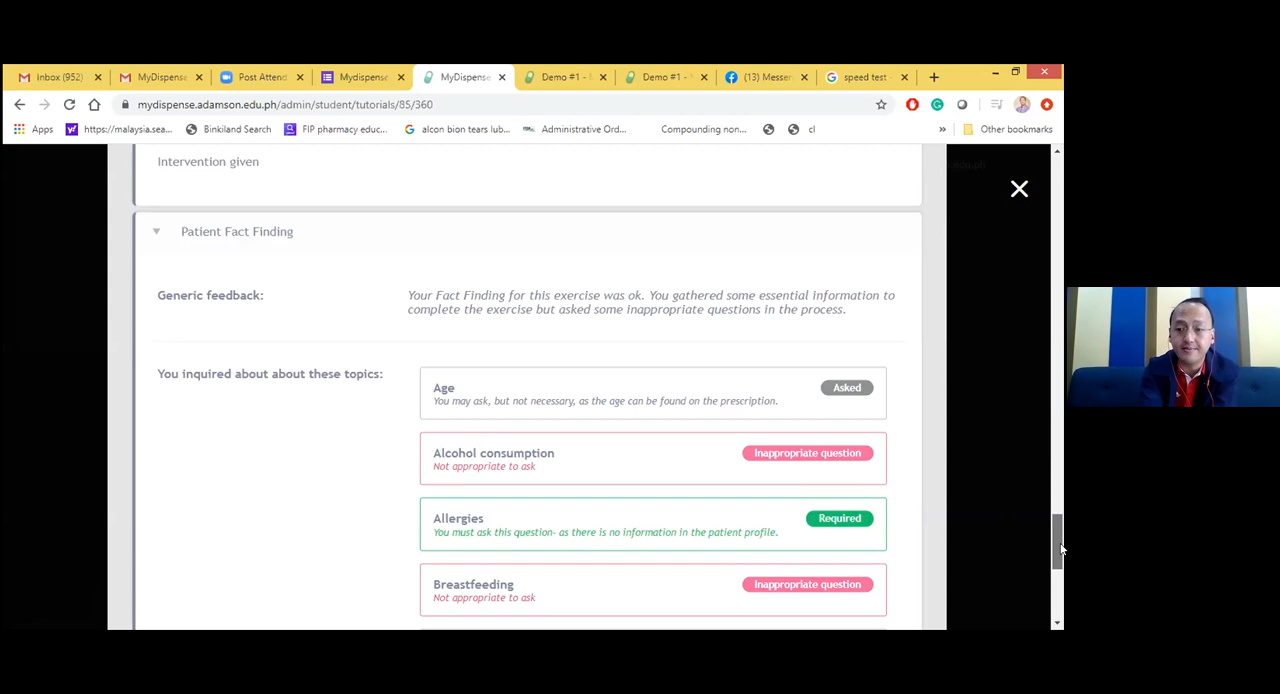 Inbox (952)
MyDispense
Post Attend
Mydispense
MyDispense
Demo #1 -
Demo #1 -
(13) Messen
speed test
mydispense.adamson.edu.ph/admin/student/tutorials/85/360
Apps
https://malaysia.sea...
Binkiland Search
FIP pharmacy educ...
alcon bion tears lub...
Administrative Ord...
Compounding non...
cl
»
Other bookmarks
edu.ph
Intervention given
Patient Fact Finding
Generic feedback:
Your Fact Finding for this exercise was ok. You gathered some essential information to
complete the exercise but asked some inappropriate questions in the process.
You inquired about about these topics:
Age
Asked
You may ask, but not necessary, as the age can be found on the prescription.
Alcohol consumption
Inappropriate question
Not appropriate to ask
Allergies
Required
You must ask this question- as there is no information in the patient profile.
Breastfeeding
Inappropriate question
Not appropriate to ask